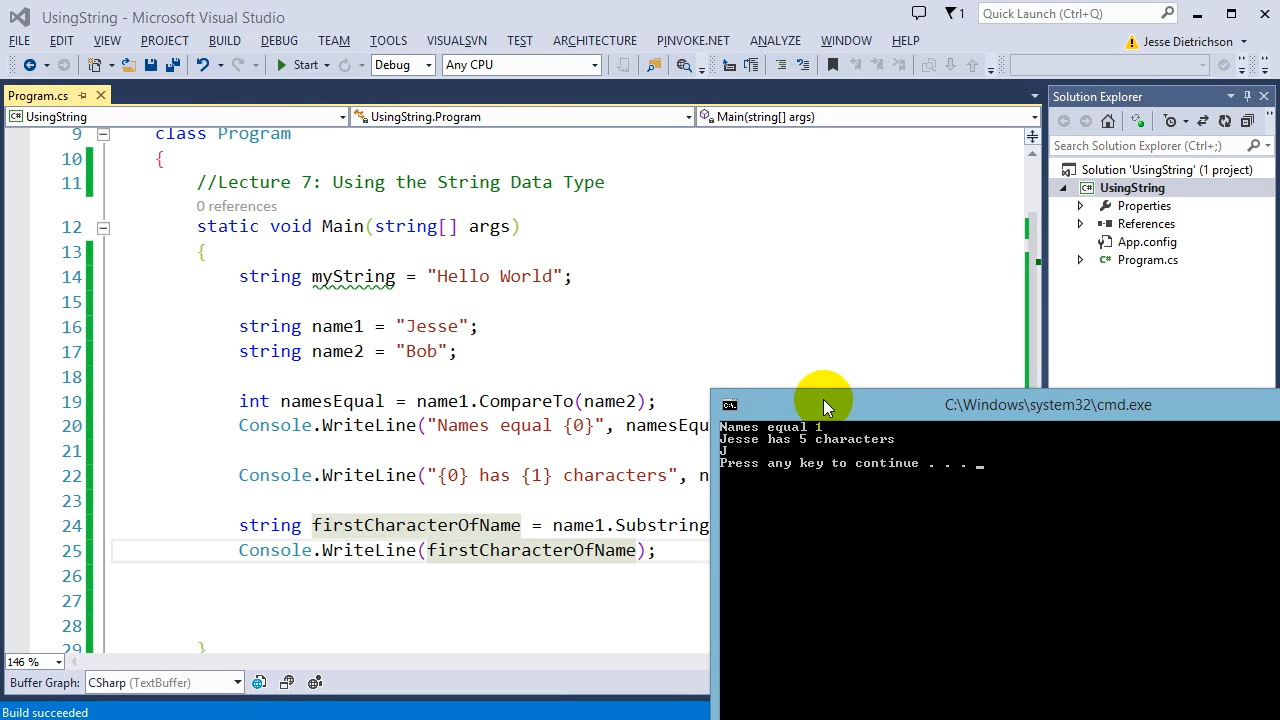 UsingString - Microsoft Visual Studio
1
Quick Launch (Ctrl+Q)
FILE EDIT VIEW PROJECT BUILD DEBUG TEAM TOOLS VISUALSVN TEST ARCHITECTURE PINVOKE.NET ANALYZE WINDOW HELP
Jesse Dietrichson
Start Debug Any CPU
Program.cs
UsingString UsingString.Program Main(string[] args)
9 class Program
10 {
11 //Lecture 7: Using the String Data Type
0 references
12 static void Main(string[] args)
13 {
14 string myString = "Hello World";
15
16 string name1 = "Jesse";
17 string name2 = "Bob";
18
19 int namesEqual = name1.CompareTo(name2);
20 Console.WriteLine("Names equal {0}", namesEqu
21
22 Console.WriteLine("{0} has {1} characters", n
23
24 string firstCharacterOfName = name1.Substring
25 Console.WriteLine(firstCharacterOfName);
26
27
28
29 }
146 %
Buffer Graph: CSharp (TextBuffer)
Build succeeded
Solution Explorer
Search Solution Explorer (Ctrl+;)
Solution 'UsingString' (1 project)
C# UsingString
Properties
References
App.config
C# Program.cs
C:\. C:\Windows\system32\cmd.exe
Names equal 1
Jesse has 5 characters
J
Press any key to continue . . . _